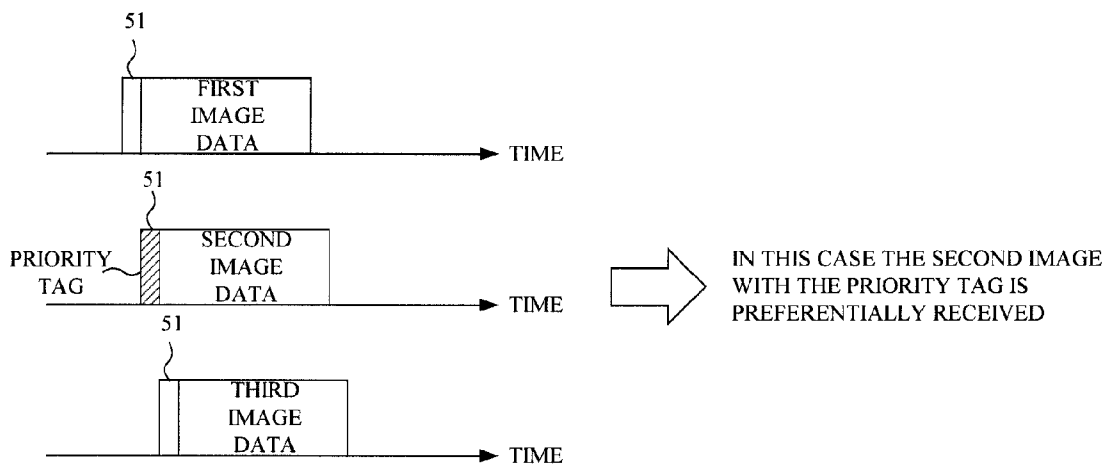 51
FIRST
IMAGE
DATA
TIME
51
PRIORITY
TAG
SECOND
IMAGE
DATA
TIME
IN THIS CASE THE SECOND IMAGE
WITH THE PRIORITY TAG IS
PREFERENTIALLY RECEIVED
51
THIRD
IMAGE
DATA
TIME